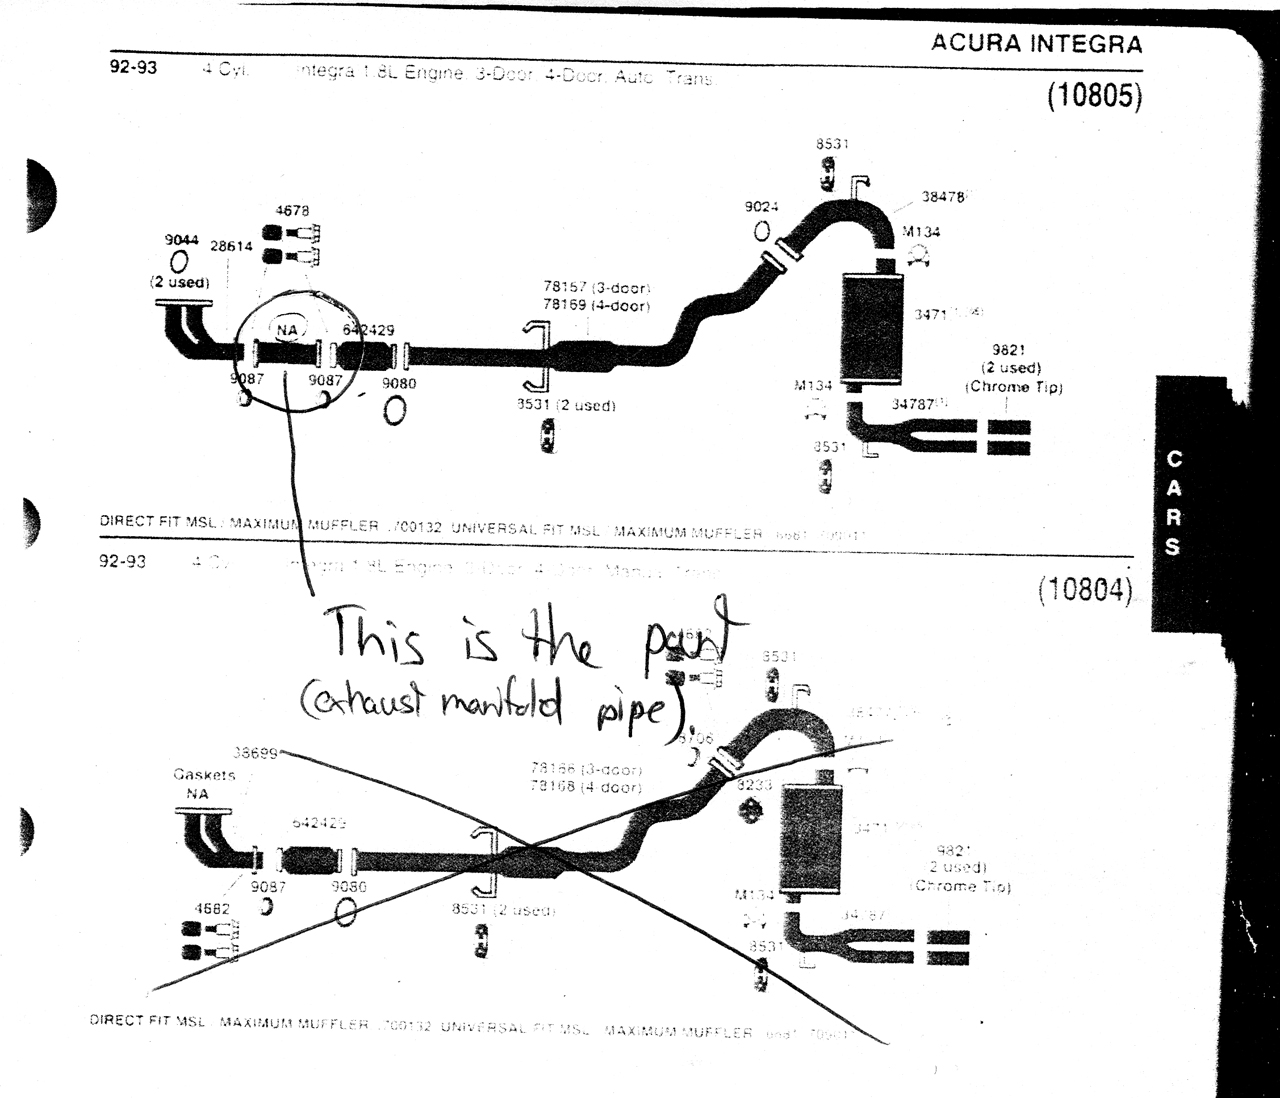 ACURA INTEGRA
92-93 4 Cyl. Integra 1.8L Engine, 3-Door, 4-Door, Auto. Trans.
(10805)
8531
9024
38478
M134
4678
9044
28614
(2 used)
78157 (3-door)
78169 (4-door)
NA
642429
3471
9821
(2 used)
(Chrome Tip)
9087 9087 9080
M134
34787
8531 (2 used)
8531
CARS
DIRECT FIT MSL / MAXIMUM MUFFLER 700132 UNIVERSAL FIT MSL / MAXIMUM MUFFLER
92-93 Integra 1.8L Engine, 4-Door, Manual Trans.
(10804)
This is the part
(exhaust manifold pipe).
8531
38699
Gaskets
NA
78166 (3-door)
78168 (4-door)
8233
642429
3471
9821
2 used)
(Chrome Tip)
9087 9080
M134
4682
8531 (2 used)
34787
8531
DIRECT FIT MSL / MAXIMUM MUFFLER 700132 UNIVERSAL FIT MSL / MAXIMUM MUFFLER